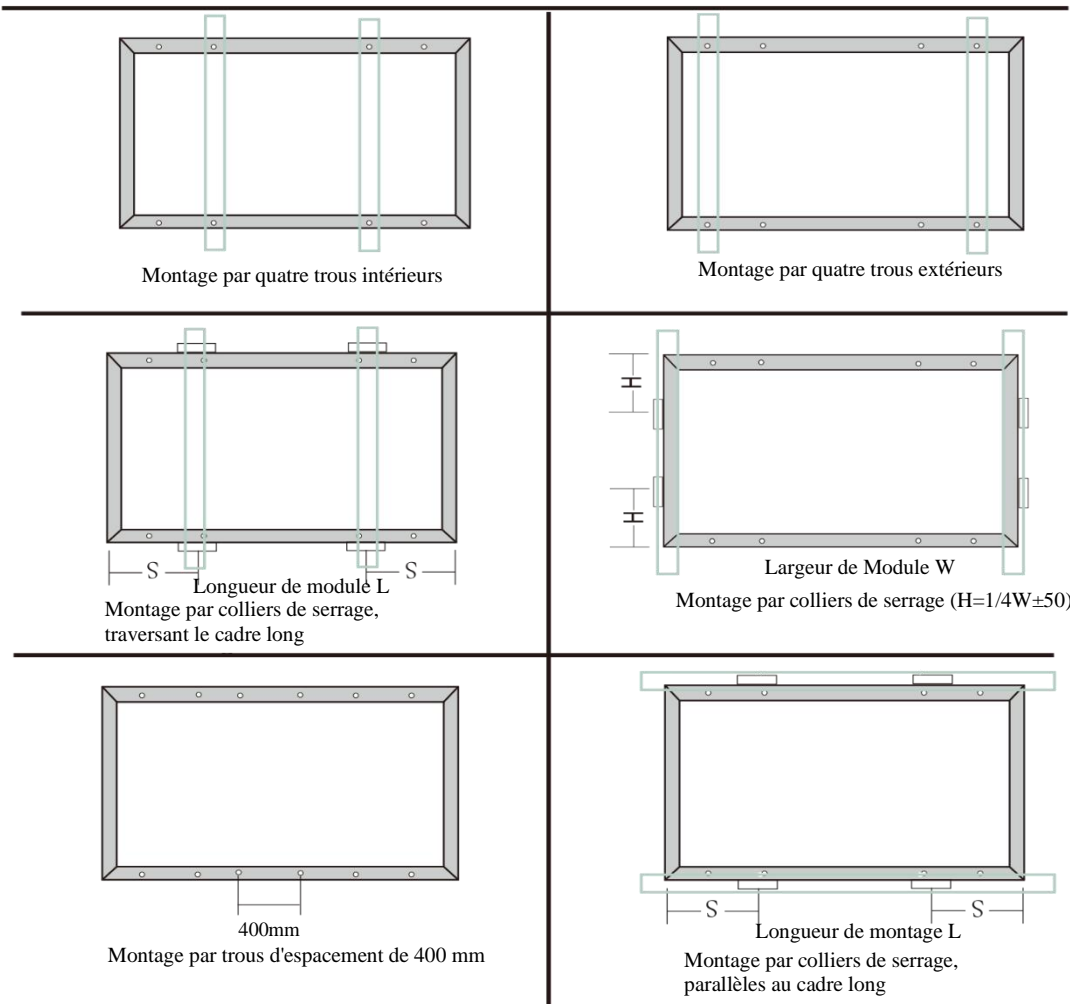 Montage par quatre trous intérieurs
Montage par quatre trous extérieurs
S
S
Longueur de module L
Montage par colliers de serrage,
traversant le cadre long
H
H
Largeur de Module W
Montage par colliers de serrage (H=1/4W±50)
400mm
Montage par trous d'espacement de 400 mm
S
S
Longueur de montage L
Montage par colliers de serrage,
parallèles au cadre long